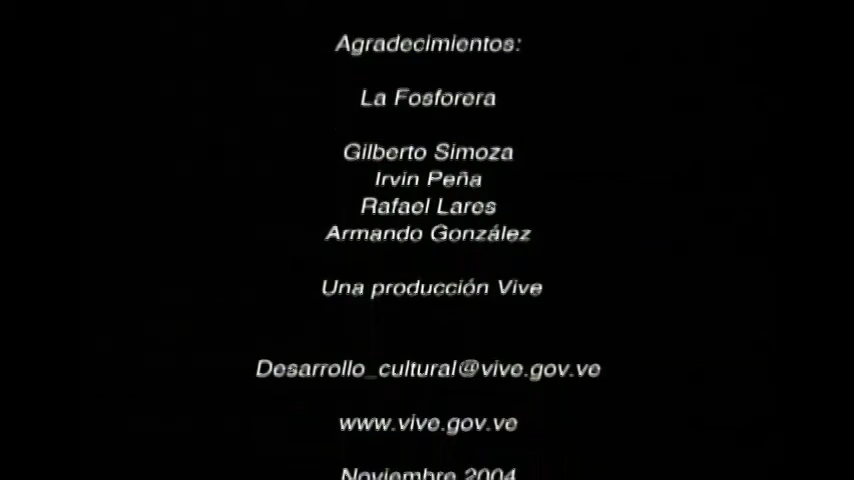 Agradecimientos:
La Fosforera
Gilberto Simoza
Irvin Peña
Rafael Lares
Armando González
Una producción Vive
Desarrollo_cultural@vive.gov.ve
www.vive.gov.ve
Noviembre 2004